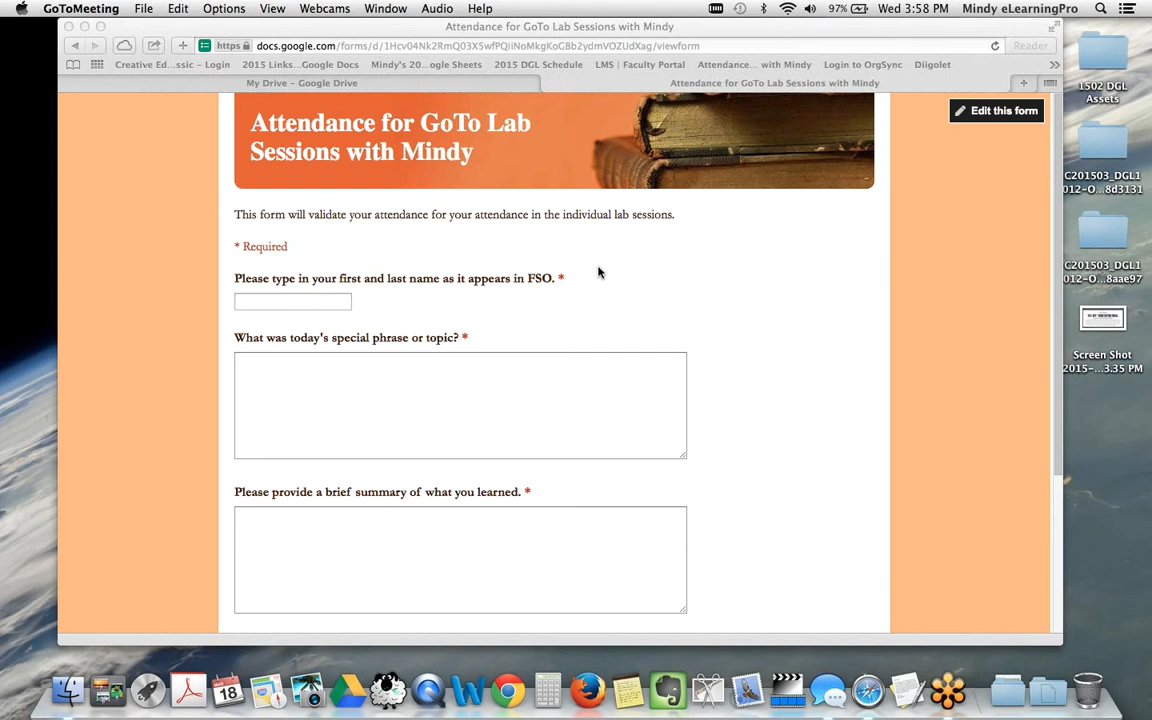 GoToMeeting File Edit Options View Webcams Window Audio Help 97% Wed 3:58 PM Mindy eLearningPro
Attendance for GoTo Lab Sessions with Mindy
https docs.google.com/forms/d/1Hcv04Nk2RmQ03X5wfPQiiNoMkgKoGBb2ydmVOZUdXag/viewform Reader
Creative Ed...ssic - Login 2015 Links...Google Docs Mindy's 20...ogle Sheets 2015 DGL Schedule LMS | Faculty Portal Attendance... with Mindy Login to OrgSync Diigolet
My Drive - Google Drive Attendance for GoTo Lab Sessions with Mindy
Edit this form
Attendance for GoTo Lab
Sessions with Mindy
This form will validate your attendance for your attendance in the individual lab sessions.
* Required
Please type in your first and last name as it appears in FSO. *
What was today's special phrase or topic? *
Please provide a brief summary of what you learned. *
1502 DGL
Assets
C201503_DGL1
012-O...8d3131
C201503_DGL1
012-O...8aae97
Screen Shot
2015-...3.35 PM
18